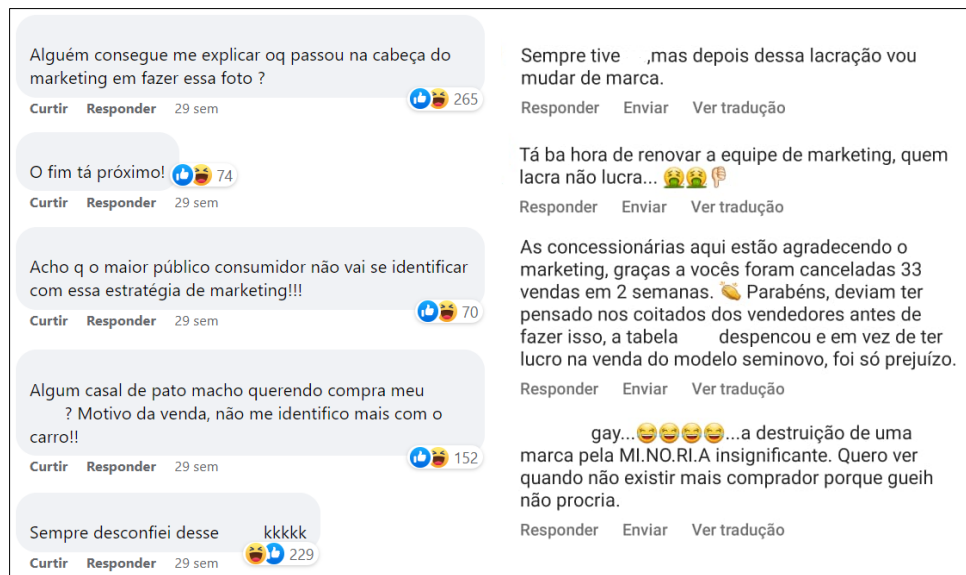 Alguém consegue me explicar oq passou na cabeça do
marketing em fazer essa foto ?
Curtir Responder 29 sem
265
O fim tá próximo!
74
Curtir Responder 29 sem
Acho q o maior público consumidor não vai se identificar
com essa estratégia de marketing!!!
Curtir Responder 29 sem
70
Algum casal de pato macho querendo compra meu
? Motivo da venda, não me identifico mais com o
carro!!
Curtir Responder 29 sem
152
Sempre desconfiei desse kkkkk
229
Curtir Responder 29 sem
Sempre tive ,mas depois dessa lacração vou
mudar de marca.
Responder Enviar Ver tradução
Tá ba hora de renovar a equipe de marketing, quem
lacra não lucra... 🤮🤮👎🏻
Responder Enviar Ver tradução
As concessionárias aqui estão agradecendo o
marketing, graças a vocês foram canceladas 33
vendas em 2 semanas. 👏 Parabéns, deviam ter
pensado nos coitados dos vendedores antes de
fazer isso, a tabela despencou e em vez de ter
lucro na venda do modelo seminovo, foi só prejuízo.
Responder Enviar Ver tradução
gay...😆😆😆😆...a destruição de uma
marca pela MI.NO.RI.A insignificante. Quero ver
quando não existir mais comprador porque gueih
não procria.
Responder Enviar Ver tradução